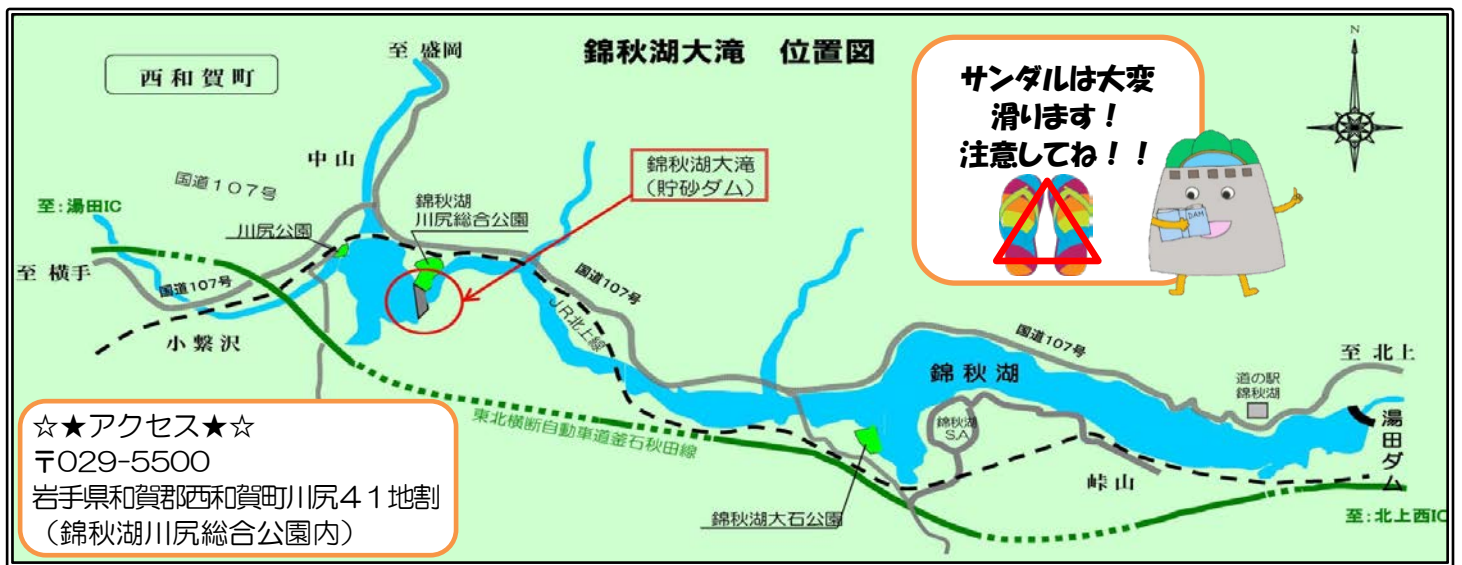 錦秋湖大滝 位置図
西和賀町
至 盛岡
サンダルは大変
滑ります!
注意してね!!
N
DAM
中山
国道107号
錦秋湖大滝
(貯砂ダム)
至:湯田IC
川尻公園
錦秋湖
川尻総合公園
至 横手
国道107号
小繋沢
国道107号
JR北上線
国道107号
錦秋湖
道の駅
錦秋湖
至 北上
湯田ダム
東北横断自動車道釜石秋田線
錦秋湖
S.A
峠山
錦秋湖大石公園
至:北上西IC
☆★アクセス★☆
〒029-5500
岩手県和賀郡西和賀町川尻41地割
(錦秋湖川尻総合公園内)